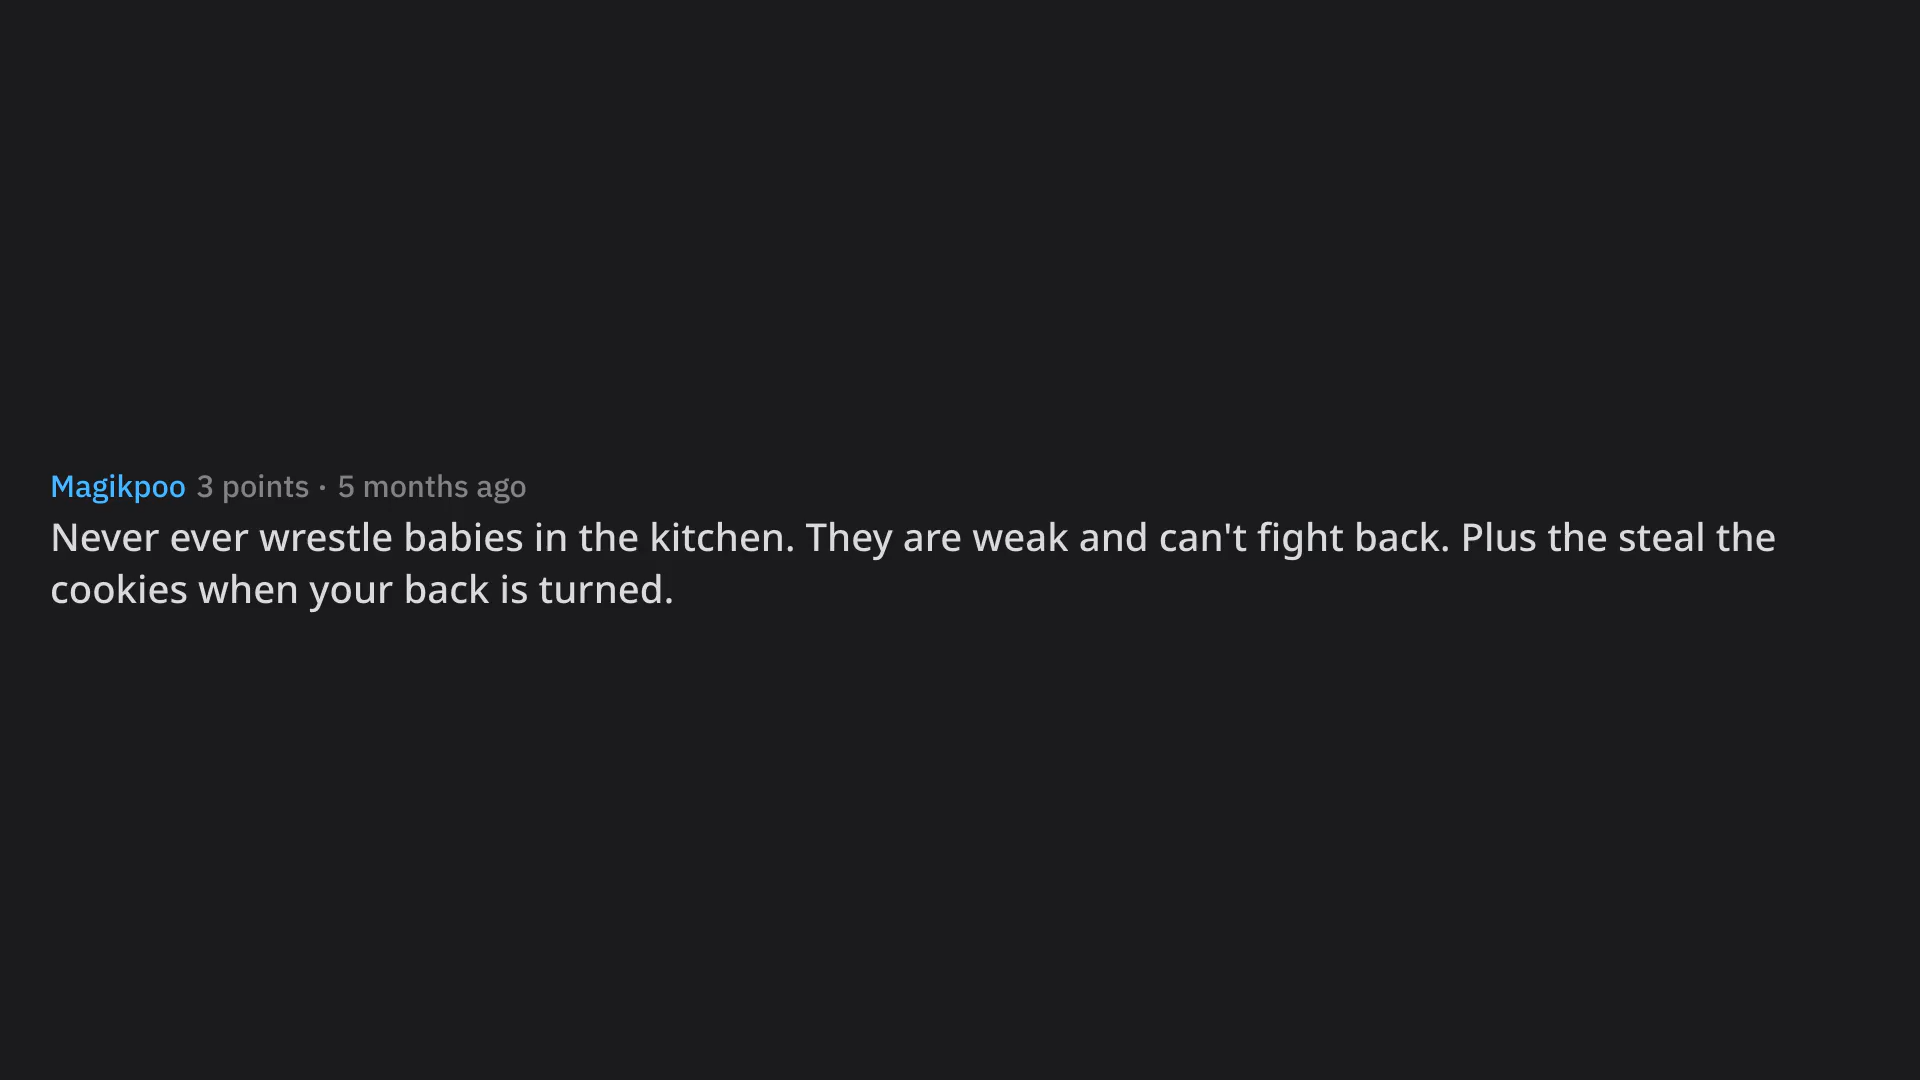 Magikpoo 3 points · 5 months ago
Never ever wrestle babies in the kitchen. They are weak and can't fight back. Plus the steal the
cookies when your back is turned.